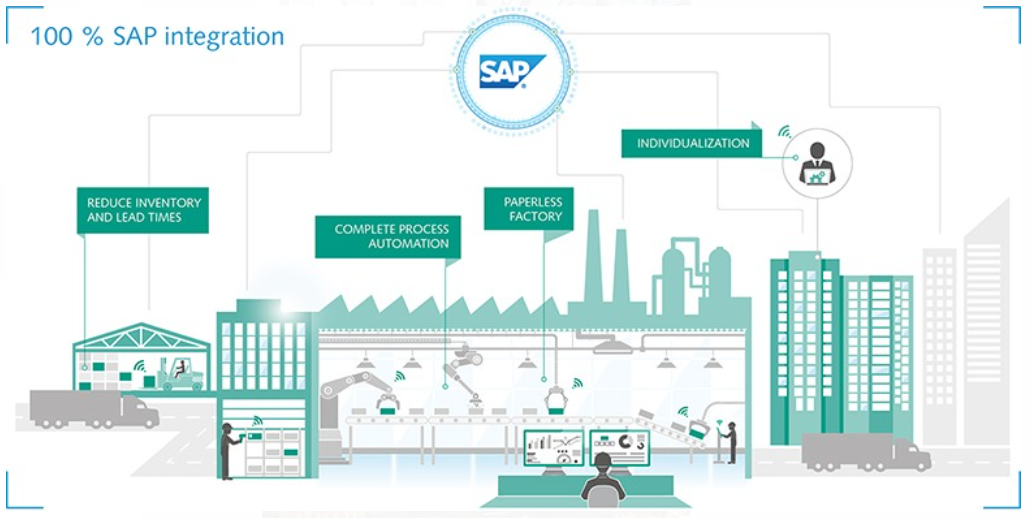 100 % SAP integration
SAP
INDIVIDUALIZATION
REDUCE INVENTORY
AND LEAD TIMES
PAPERLESS
FACTORY
COMPLETE PROCESS
AUTOMATION